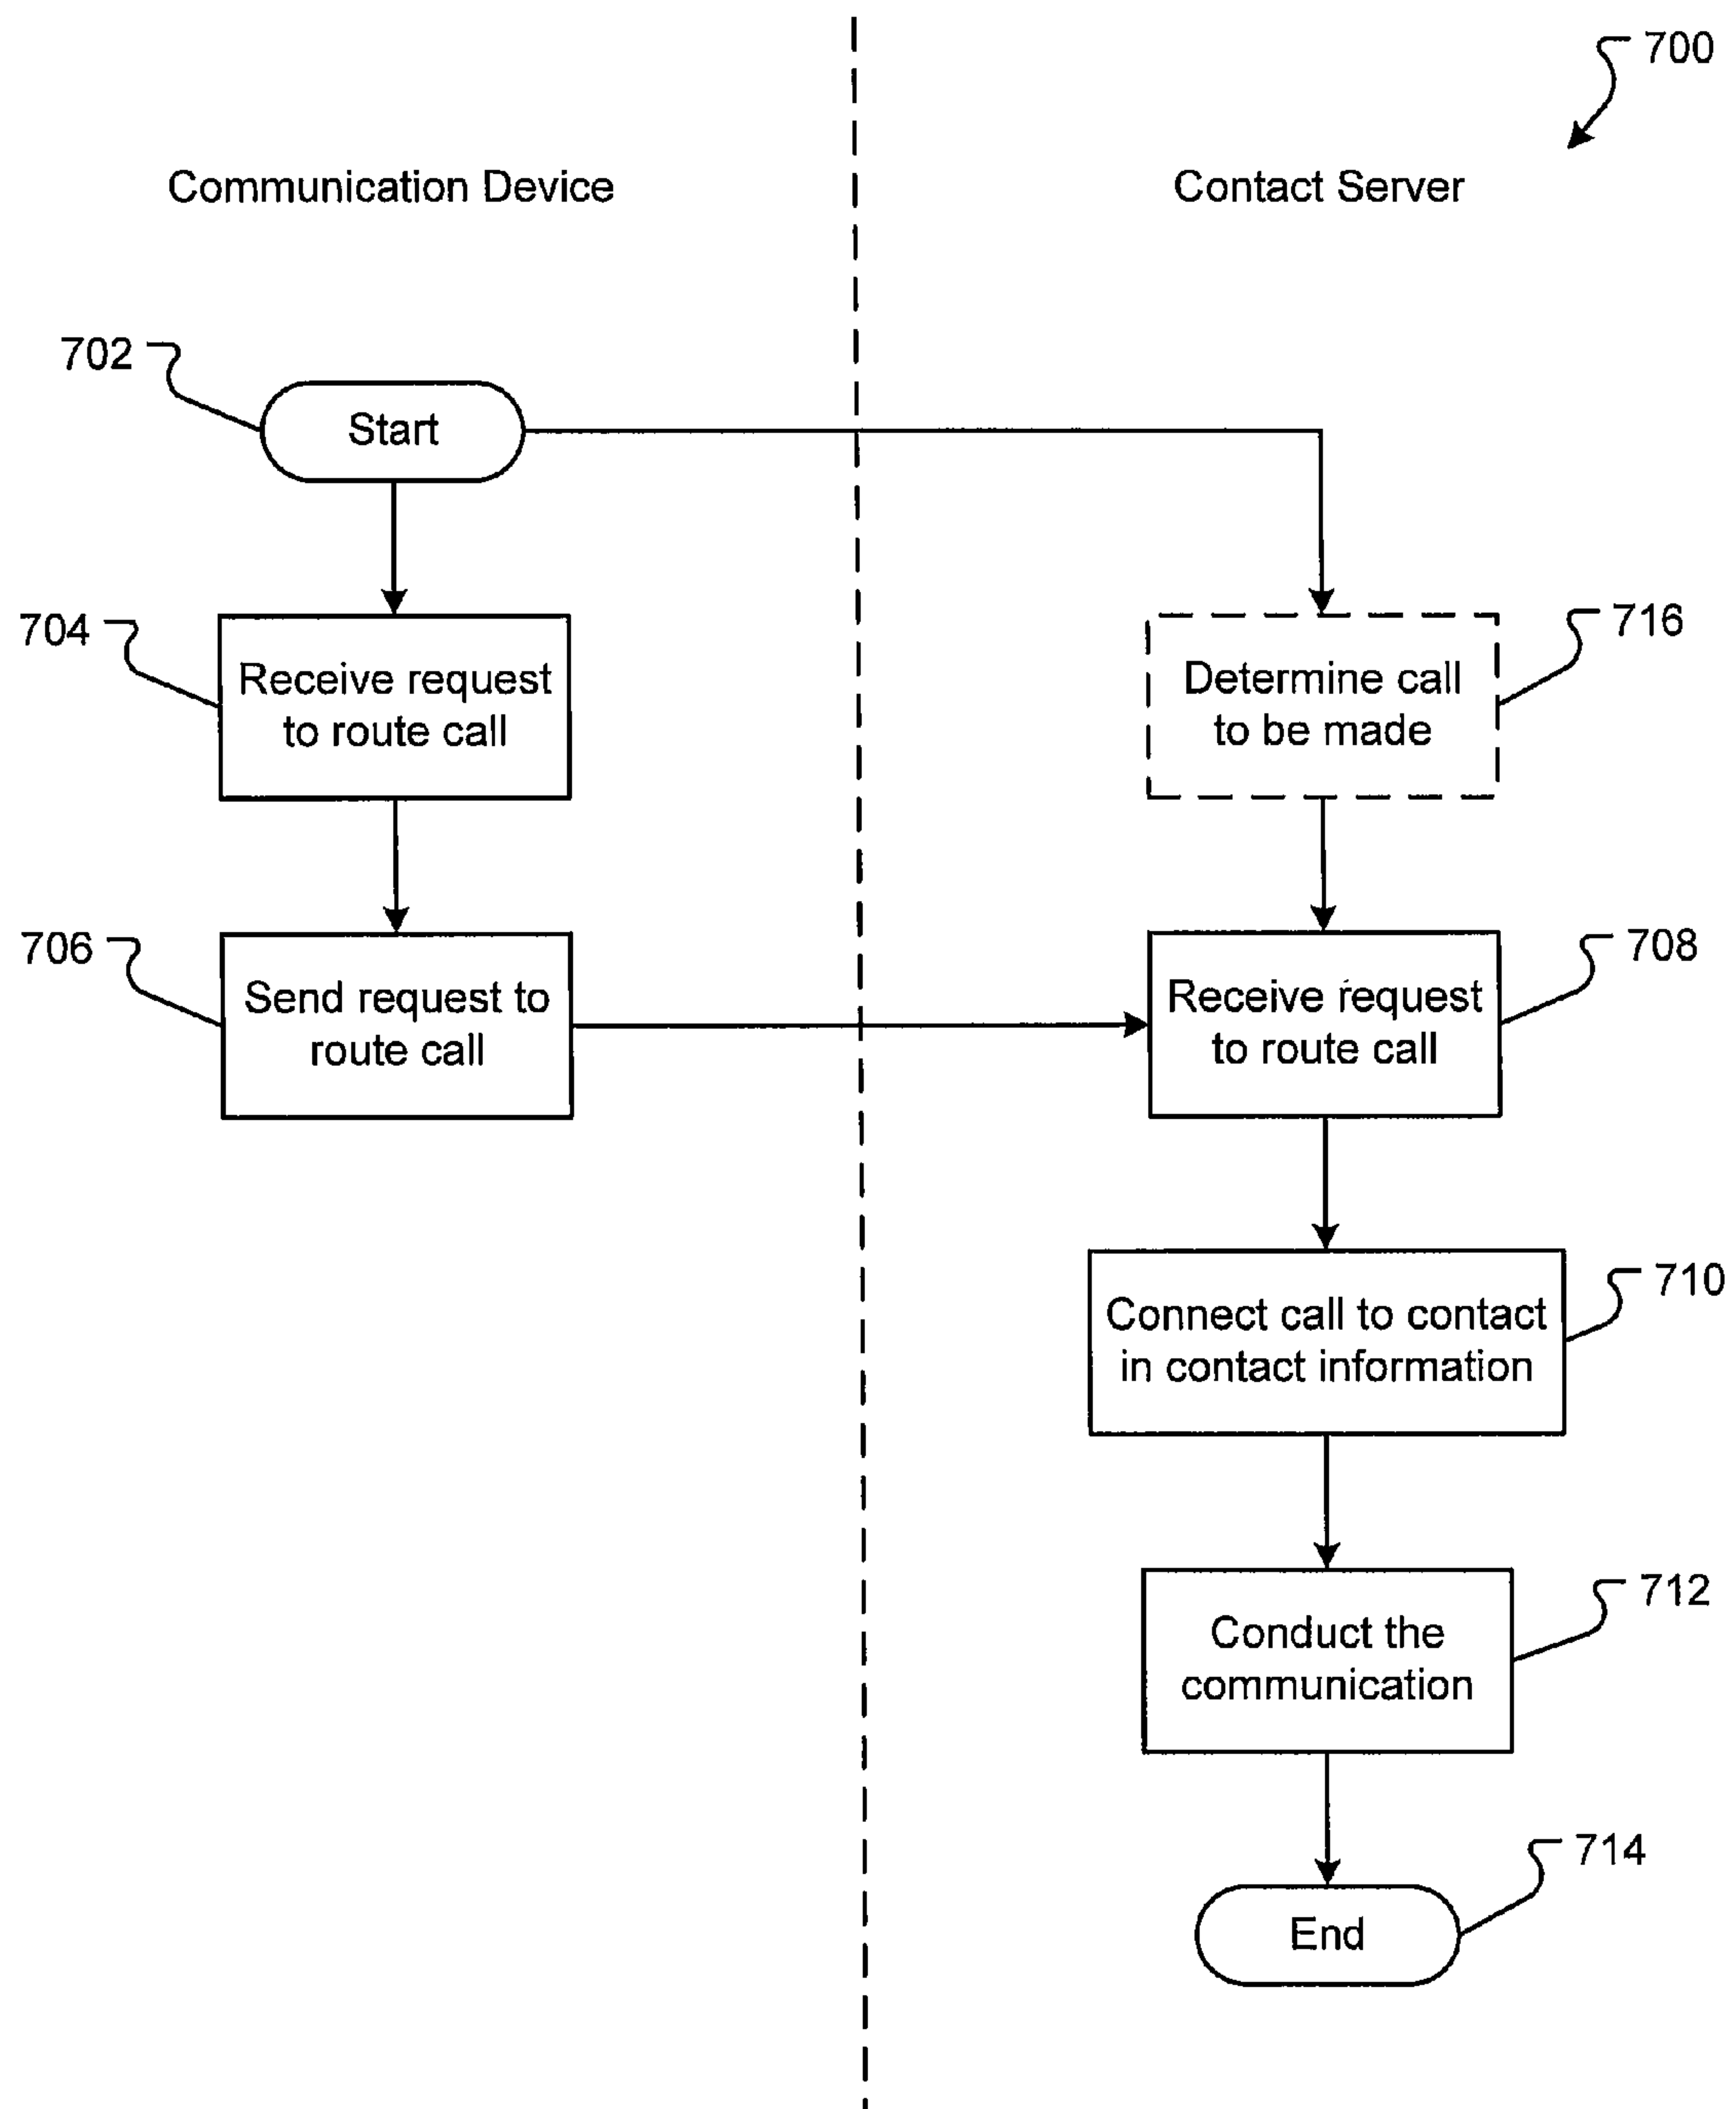 700
Communication Device
Contact Server
702
Start
704
Receive request
to route call
716
Determine call
to be made
706
Send request to
route call
708
Receive request
to route call
710
Connect call to contact
in contact information
712
Conduct the
communication
714
End